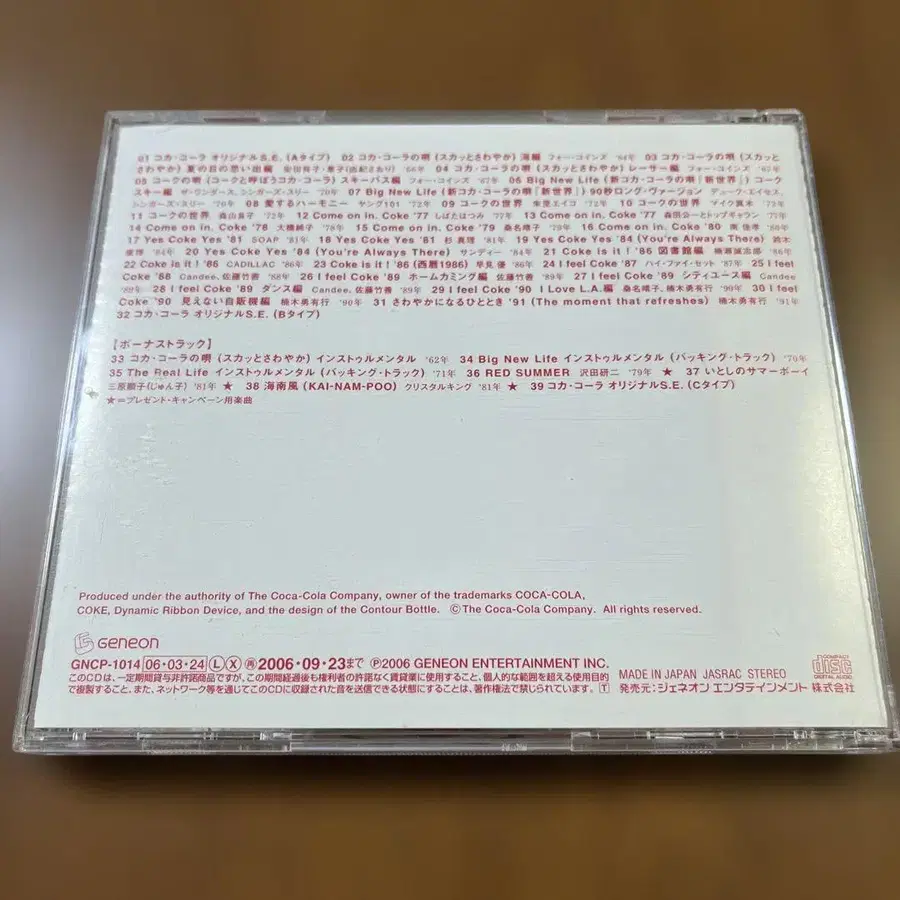 01 コカ・コーラ オリジナルS.E. (Aタイプ) 02 コカ・コーラの唄 (スカッとさわやか) 海編 フォー・コインズ '64年 03 コカ・コーラの唄 (スカッと
さわやか) 夏の日の思い出編 '66年 04 コカ・コーラの唄 (スカッとさわやか) レーサー編 フォー・コインズ '67年
05 コークの唄 (コークと呼ぼうコカ・コーラ) スキーバス編 フォー・コインズ '67年 06 Big New Life (新コカ・コーラの唄 「新世界」) コーク
スキー編 ザ・ワンダース, シンガーズ・スリー '70年 07 Big New Life (新コカ・コーラの唄 「新世界」) 90秒ロング・ヴァージョン デューク・エイセス,
シンガーズ・スリー '70年 08 愛するハーモニー ヤング101 '72年 09 コークの世界 朱里エイコ '72年 10 コークの世界 マイク眞木 '73年
11 コークの世界 森山良子 '72年 12 Come on in. Coke '77 しばたはつみ '77年 13 Come on in. Coke '77 森田公一とトップギャラン '77年
14 Come on in. Coke '78 大橋純子 '78年 15 Come on in. Coke '79 桑名晴子 '79年 16 Come on in. Coke '80 南 佳孝 '80年
17 Yes Coke Yes '81 SOAP '81年 18 Yes Coke Yes '81 杉 真理 '81年 19 Yes Coke Yes '84 (You're Always There) 鈴木
'84年 20 Yes Coke Yes '84 (You're Always There) サンディー '84年 21 Coke is it ! '86 図書館編 '86年
22 Coke is it ! '86 CADILLAC '86年 23 Coke is it ! '86 (西暦1986) 早見 優 '86年 24 I feel Coke '87 ハイ・ファイ・セット '87年 25 I feel
Coke '88 Candee, 佐藤竹善 '88年 26 I feel Coke '89 ホームカミング編 佐藤竹善 '89年 27 I feel Coke '89 シティユース編 Candee
'89年 28 I feel Coke '89 ダンス編 Candee, 佐藤竹善 '89年 29 I feel Coke '90 I Love L.A.編 桑名晴子, 楠木勇有行 '90年 30 I feel
Coke '90 見えない自販機編 楠木勇有行 '90年 31 さわやかになるひととき '91 (The moment that refreshes) 楠木勇有行 '91年
32 コカ・コーラ オリジナルS.E. (Bタイプ)
【ボーナストラック】
33 コカ・コーラの唄 (スカッとさわやか) インストゥルメンタル '62年 34 Big New Life インストゥルメンタル (バッキング・トラック) '70年
35 The Real Life インストゥルメンタル (バッキング・トラック) '71年 36 RED SUMMER 沢田研二 '79年 ★ 37 いとしのサマーボーイ
三原順子(じゅん子) '81年 ★ 38 海南風 (KAI-NAM-POO) クリスタルキング '81年 ★ 39 コカ・コーラ オリジナルS.E. (Cタイプ)
★=プレゼント・キャンペーン用楽曲
Produced under the authority of The Coca-Cola Company, owner of the trademarks COCA-COLA,
COKE, Dynamic Ribbon Device, and the design of the Contour Bottle. ©The Coca-Cola Company. All rights reserved.
GENEON
GNCP-1014 06・03・24 L X 再 2006・09・23まで ℗2006 GENEON ENTERTAINMENT INC.
このCDは、一定期間貸与非許諾商品ですが、この期間経過後も権利者の許諾なく賃貸業に使用すること、個人的な範囲を超える使用目的
で複製すること、また、ネットワーク等を通じてこのCDに収録された音を送信できる状態にすることは、著作権法で禁じられています。 T
MADE IN JAPAN JASRAC STEREO
発売元:ジェネオン エンタテインメント 株式会社
COMPACT
disc
DIGITAL AUDIO